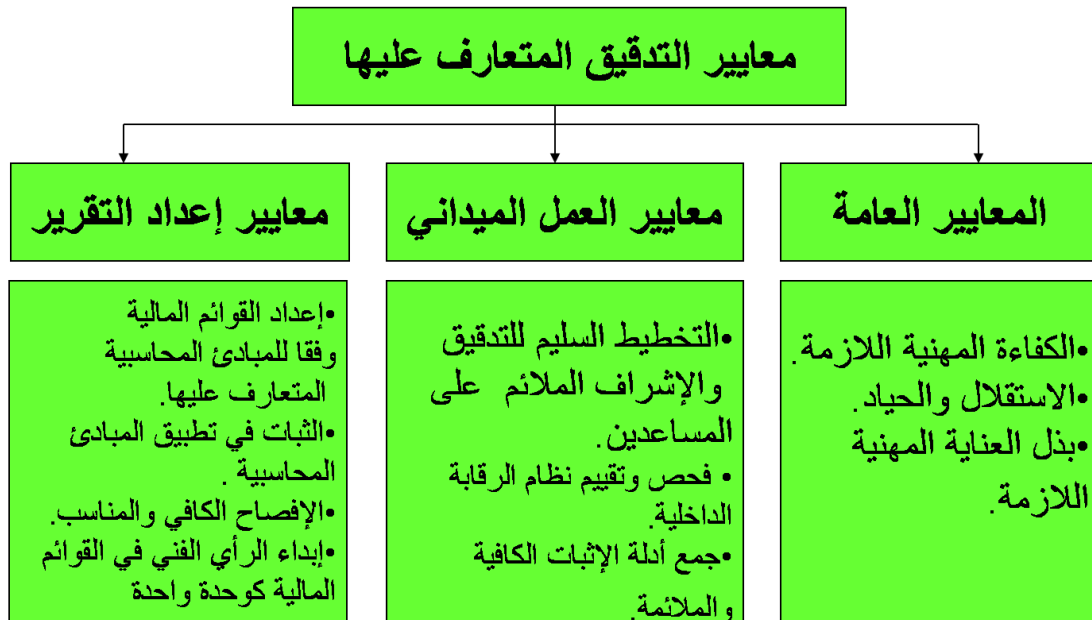 معايير التدقيق المتعارف عليها
المعايير العامة
•الكفاءة المهنية اللازمة.
•الاستقلال والحياد.
•بذل العناية المهنية
اللازمة.
معايير العمل الميداني
•التخطيط السليم للتدقيق
والإشراف الملائم على
المساعدين.
• فحص وتقييم نظام الرقابة
الداخلية.
•جمع أدلة الإثبات الكافية
والملائمة.
معايير إعداد التقرير
•إعداد القوائم المالية
وفقا للمبادئ المحاسبية
المتعارف عليها.
•الثبات في تطبيق المبادئ
المحاسبية .
•الإفصاح الكافي والمناسب.
•إبداء الرأي الفني في القوائم
المالية كوحدة واحدة